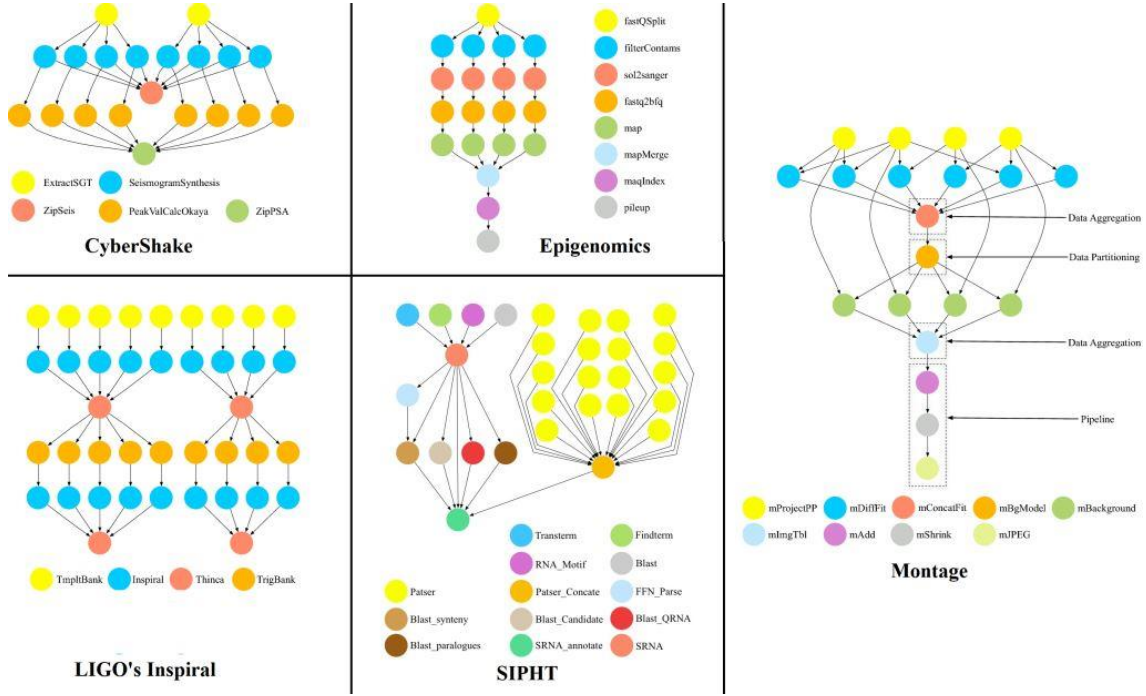 ExtractSGT SeismogramSynthesis
ZipSeis PeakValCalcOkaya ZipPSA
CyberShake
fastQSplit
filterContams
sol2sanger
fastq2bfq
map
mapMerge
maqIndex
pileup
Epigenomics
TmpltBank Inspiral Thinca TrigBank
LIGO's Inspiral
Transterm Findterm
RNA_Motif Blast
Patser Patser_Concate FFN_Parse
Blast_synteny Blast_Candidate Blast_QRNA
Blast_paralogues SRNA_annotate SRNA
SIPHT
Data Aggregation
Data Partitioning
Data Aggregation
Pipeline
mProjectPP mDiffFit mConcatFit mBgModel mBackground
mImgTbl mAdd mShrink mJPEG
Montage